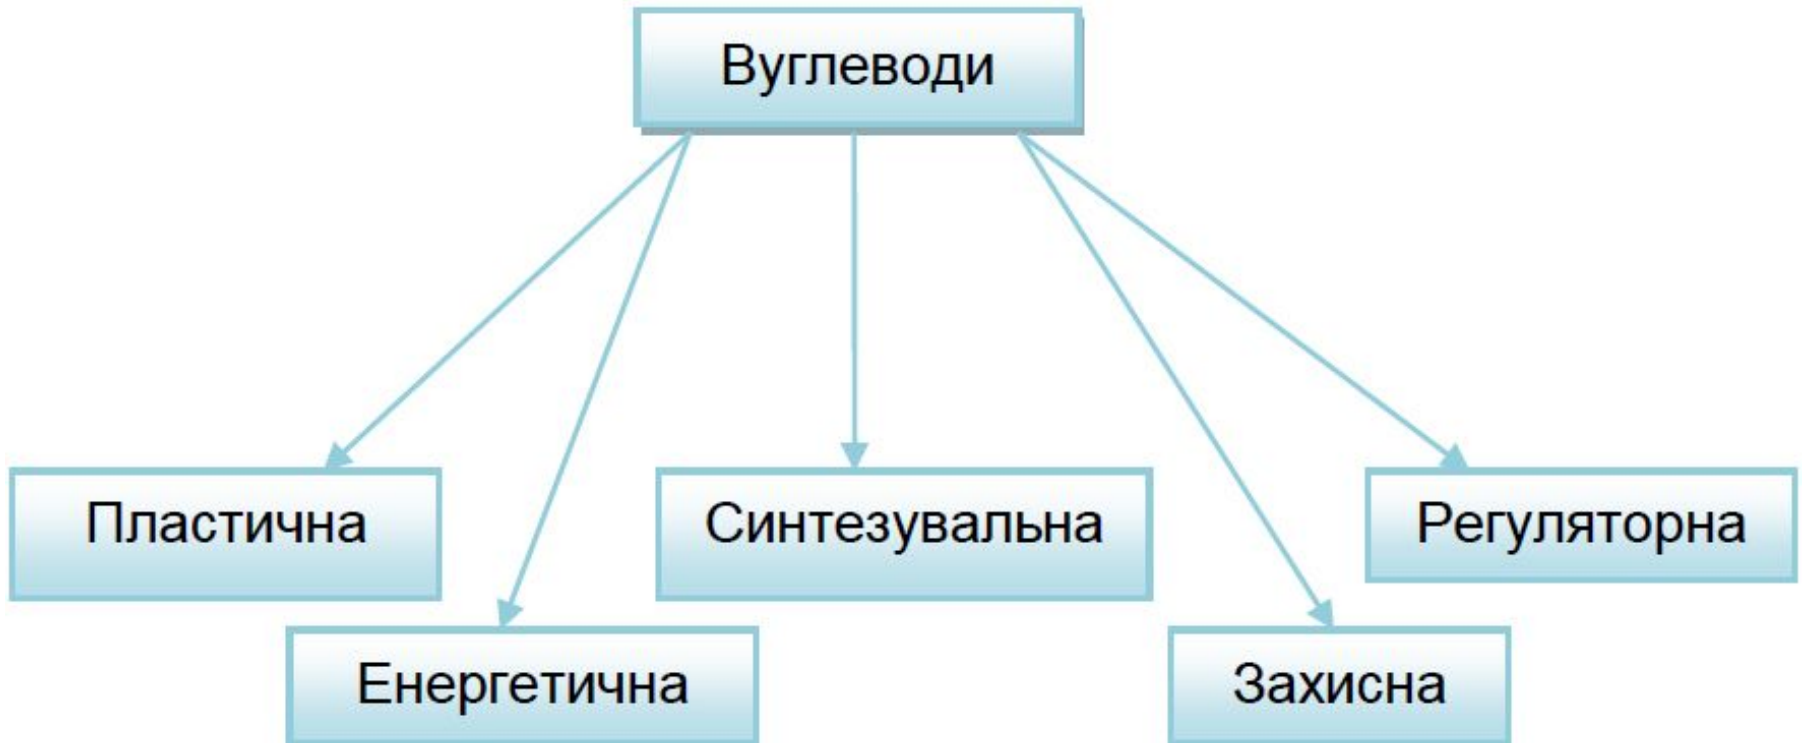 Вуглеводи
Пластична
Синтезувальна
Регуляторна
Енергетична
Захисна